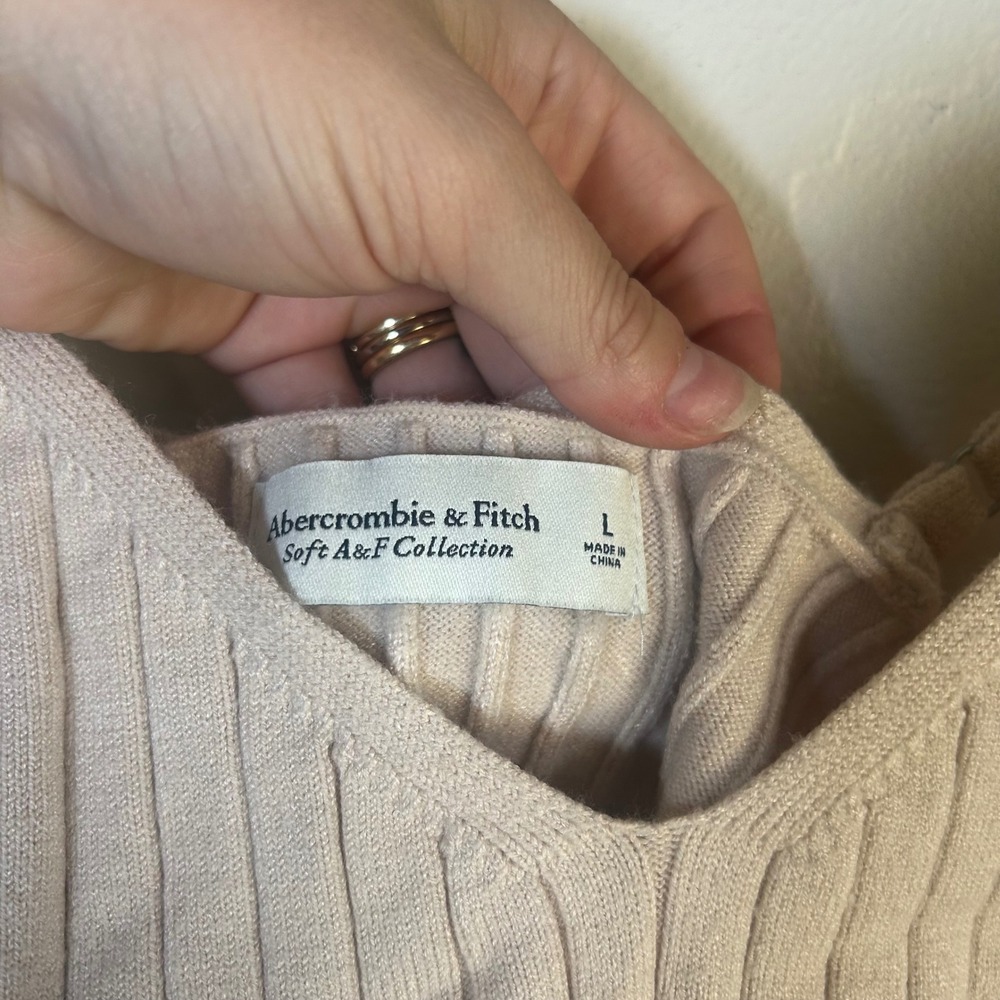 Abercrombie & Fitch
Soft A&F Collection
L
MADE IN
CHINA